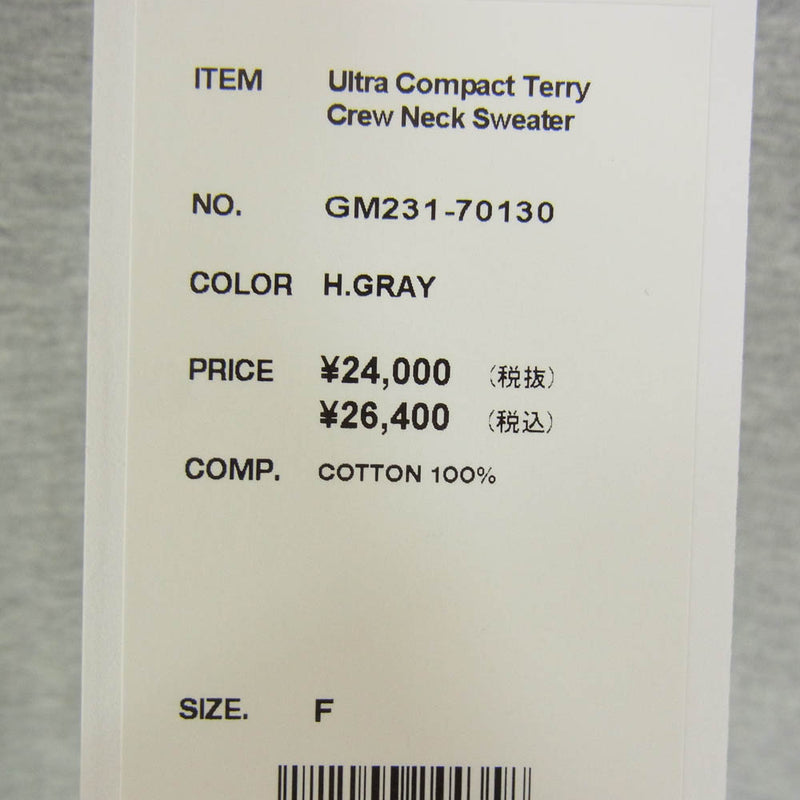 ITEM Ultra Compact Terry
Crew Neck Sweater
NO. GM231-70130
COLOR H.GRAY
PRICE ¥24,000 (税抜)
¥26,400 (税込)
COMP. COTTON 100%
SIZE. F